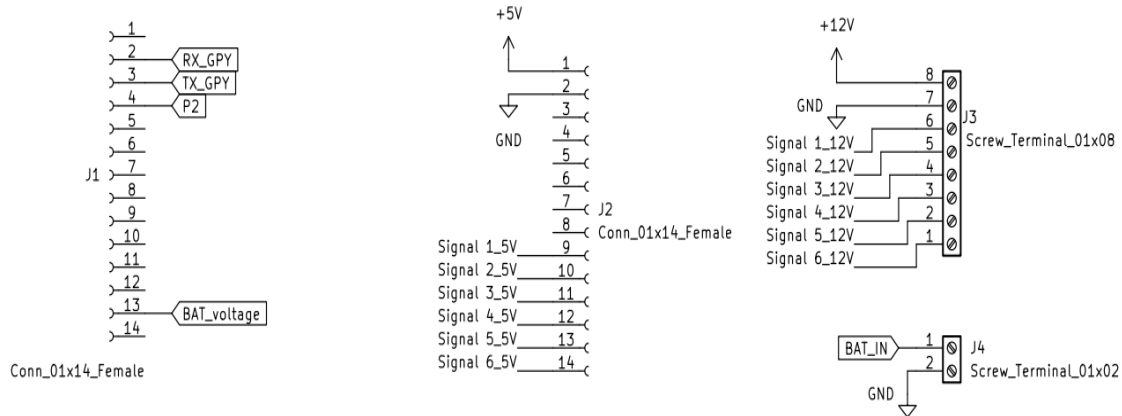 1
2 RX_GPY
3 TX_GPY
4 P2
5
6
J1 7
8
9
10
11
12
13 BAT_voltage
14
Conn_01x14_Female
+5V
1
2
GND
3
4
5
6
7 J2
8 Conn_01x14_Female
Signal 1_5V 9
Signal 2_5V 10
Signal 3_5V 11
Signal 4_5V 12
Signal 5_5V 13
Signal 6_5V 14
+12V
8
GND 7
J3
Screw_Terminal_01x08
Signal 1_12V 6
Signal 2_12V 5
Signal 3_12V 4
Signal 4_12V 3
Signal 5_12V 2
Signal 6_12V 1
BAT_IN 1 J4
2 Screw_Terminal_01x02
GND